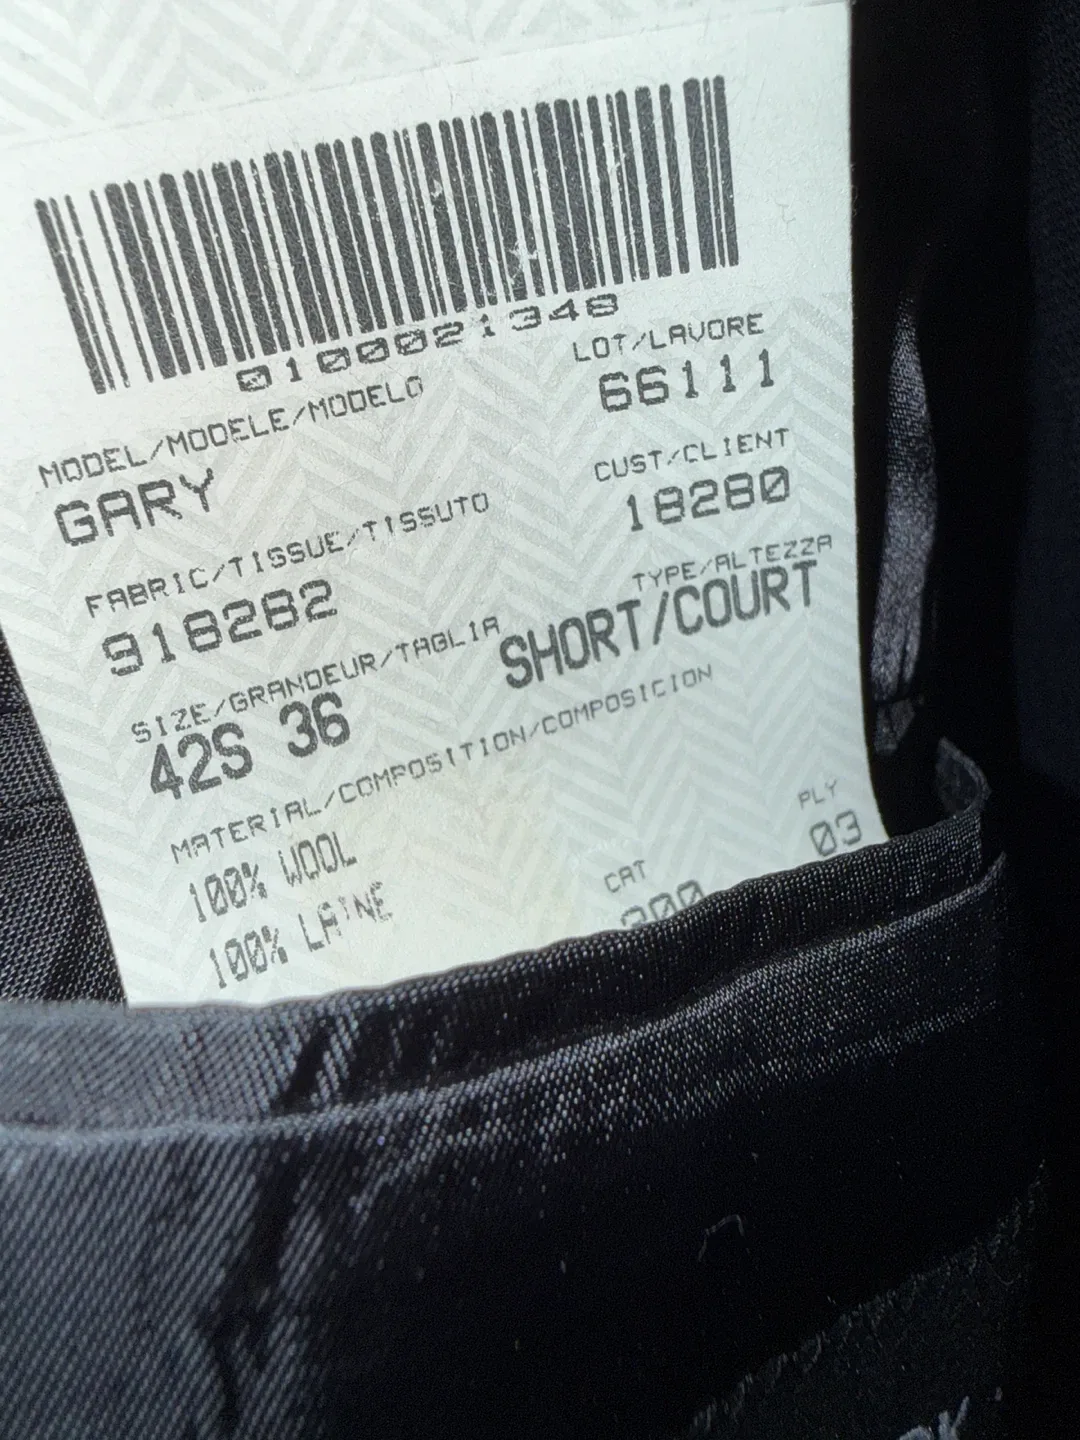 0100021348
MODEL/MODELE/MODELO
GARY
LOT/LAVORE
66111
FABRIC/TISSUE/TISSUTO
918282
CUST/CLIENT
18280
SIZE/GRANDEUR/TAGLIA
42S 36
TYPE/ALTEZZA
SHORT/COURT
MATERIAL/COMPOSITION/COMPOSICION
100% WOOL
100% LAINE
CAT
PLY
03